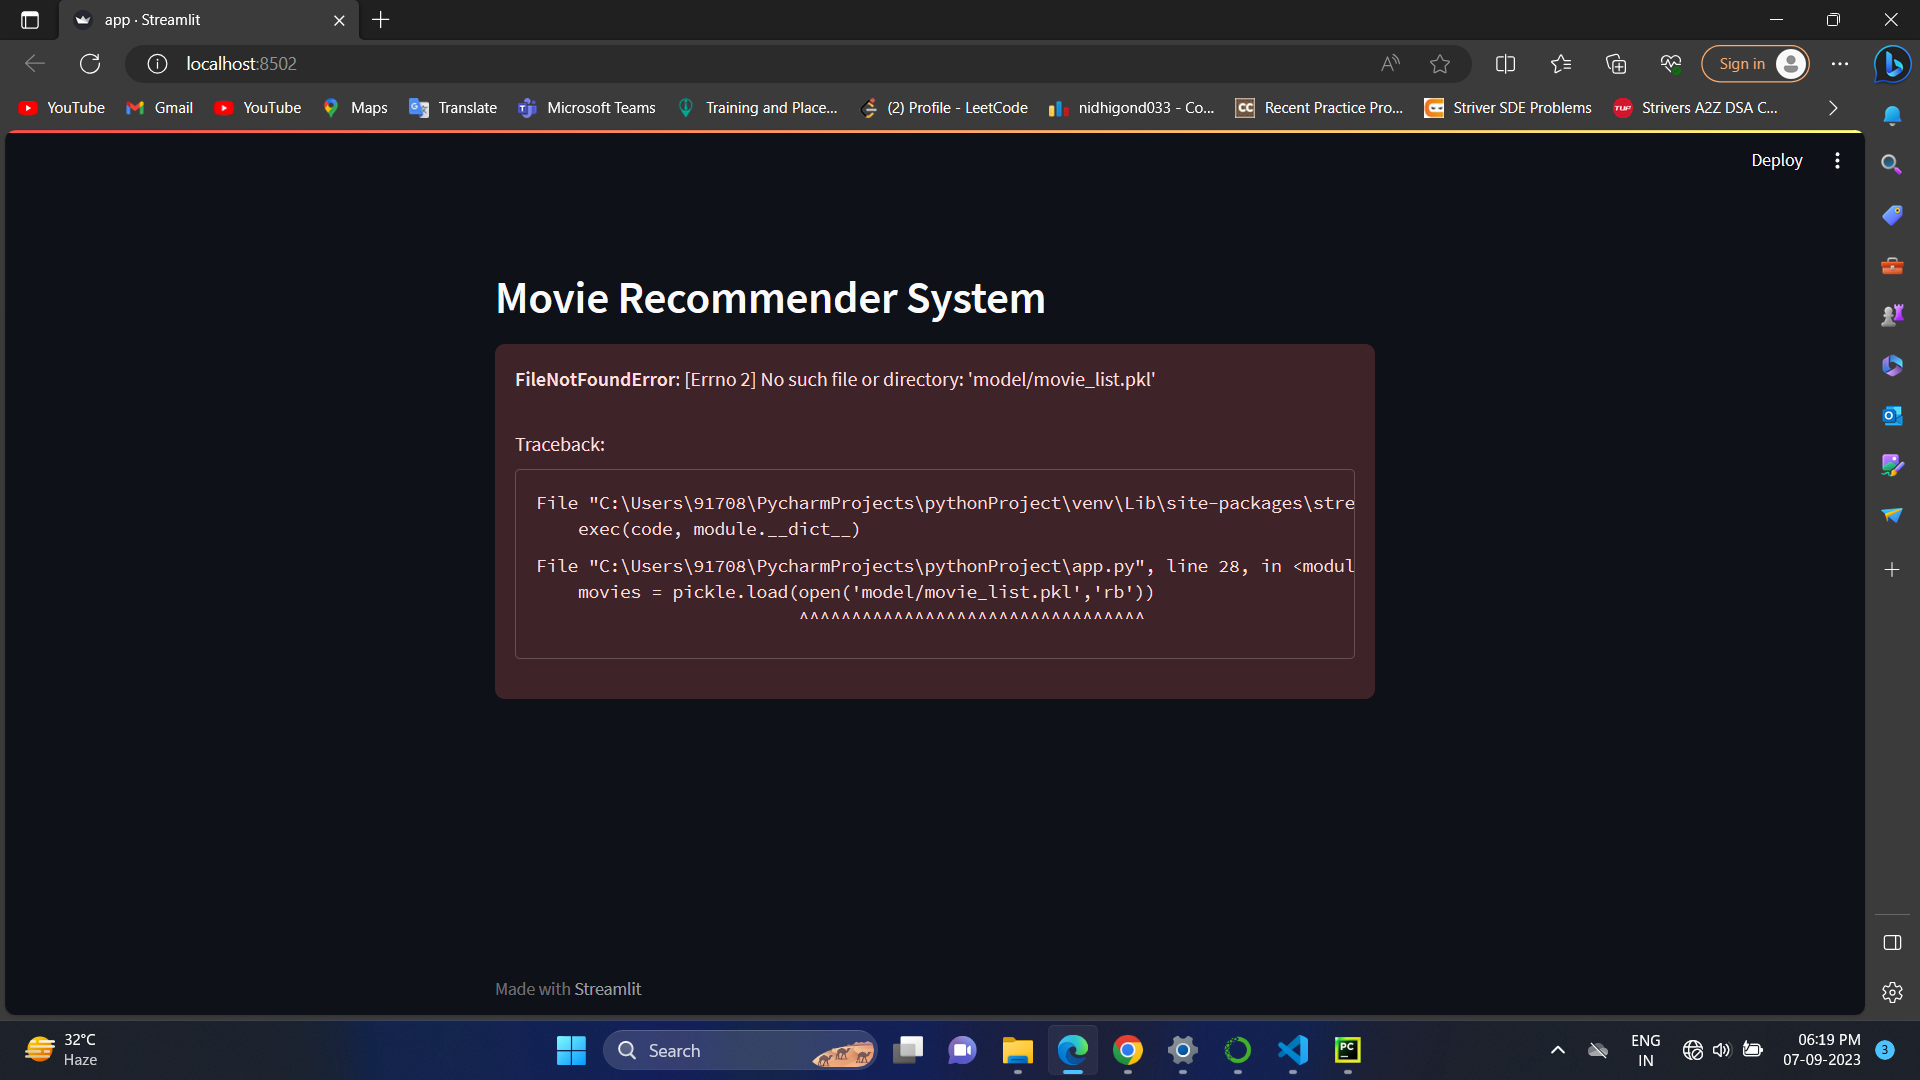 app · Streamlit
localhost:8502
Sign in
YouTube
Gmail
YouTube
Maps
Translate
Microsoft Teams
Training and Place...
(2) Profile - LeetCode
nidhigond033 - Co...
CC
Recent Practice Pro...
Striver SDE Problems
TUF
Strivers A2Z DSA C...
Deploy
Movie Recommender System
FileNotFoundError: [Errno 2] No such file or directory: 'model/movie_list.pkl'
Traceback:
File "C:\Users\91708\PycharmProjects\pythonProject\venv\Lib\site-packages\stre
exec(code, module.__dict__)
File "C:\Users\91708\PycharmProjects\pythonProject\app.py", line 28, in <modul
movies = pickle.load(open('model/movie_list.pkl','rb'))
^^^^^^^^^^^^^^^^^^^^^^^^^^^^^^^^^
Made with Streamlit
32°C
Haze
Search
PC
ENG
IN
06:19 PM
07-09-2023
3